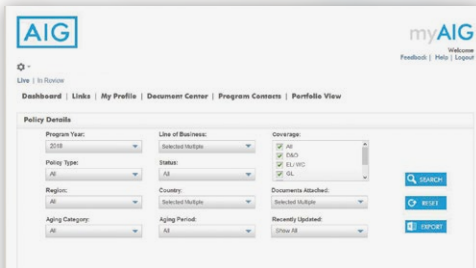 AIG
myAIG
Welcome
Feedback | Help | Logout
Live | In Review
Dashboard | Links | My Profile | Document Center | Program Contacts | Portfolio View
Policy Details
Program Year: Line of Business: Coverage:
2018 Selected Multiple All
D&O
EL/WC
GL
Policy Type: Status:
All All
SEARCH
Region: Country: Documents Attached:
All Selected Multiple Selected Multiple
RESET
Aging Category: Aging Period: Recently Updated:
All All Show All
EXPORT